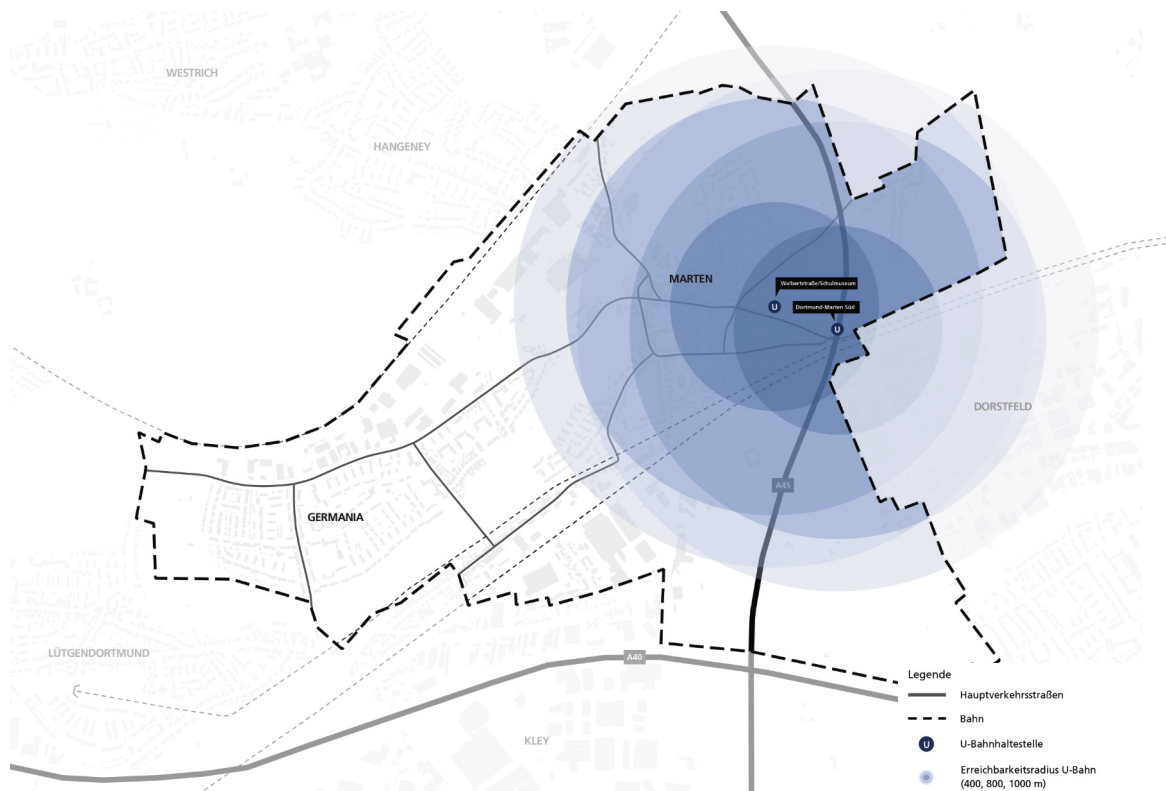 WESTRICH
HANGENEY
MARTEN
Walbertstraße/Schulmuseum
U
Dortmund-Marten Süd
U
DORSTFELD
A45
GERMANIA
LÜTGENDORTMUND
A40
KLEY
Legende
Hauptverkehrsstraßen
Bahn
U U-Bahnhaltestelle
Erreichbarkeitsradius U-Bahn
(400, 800, 1000 m)